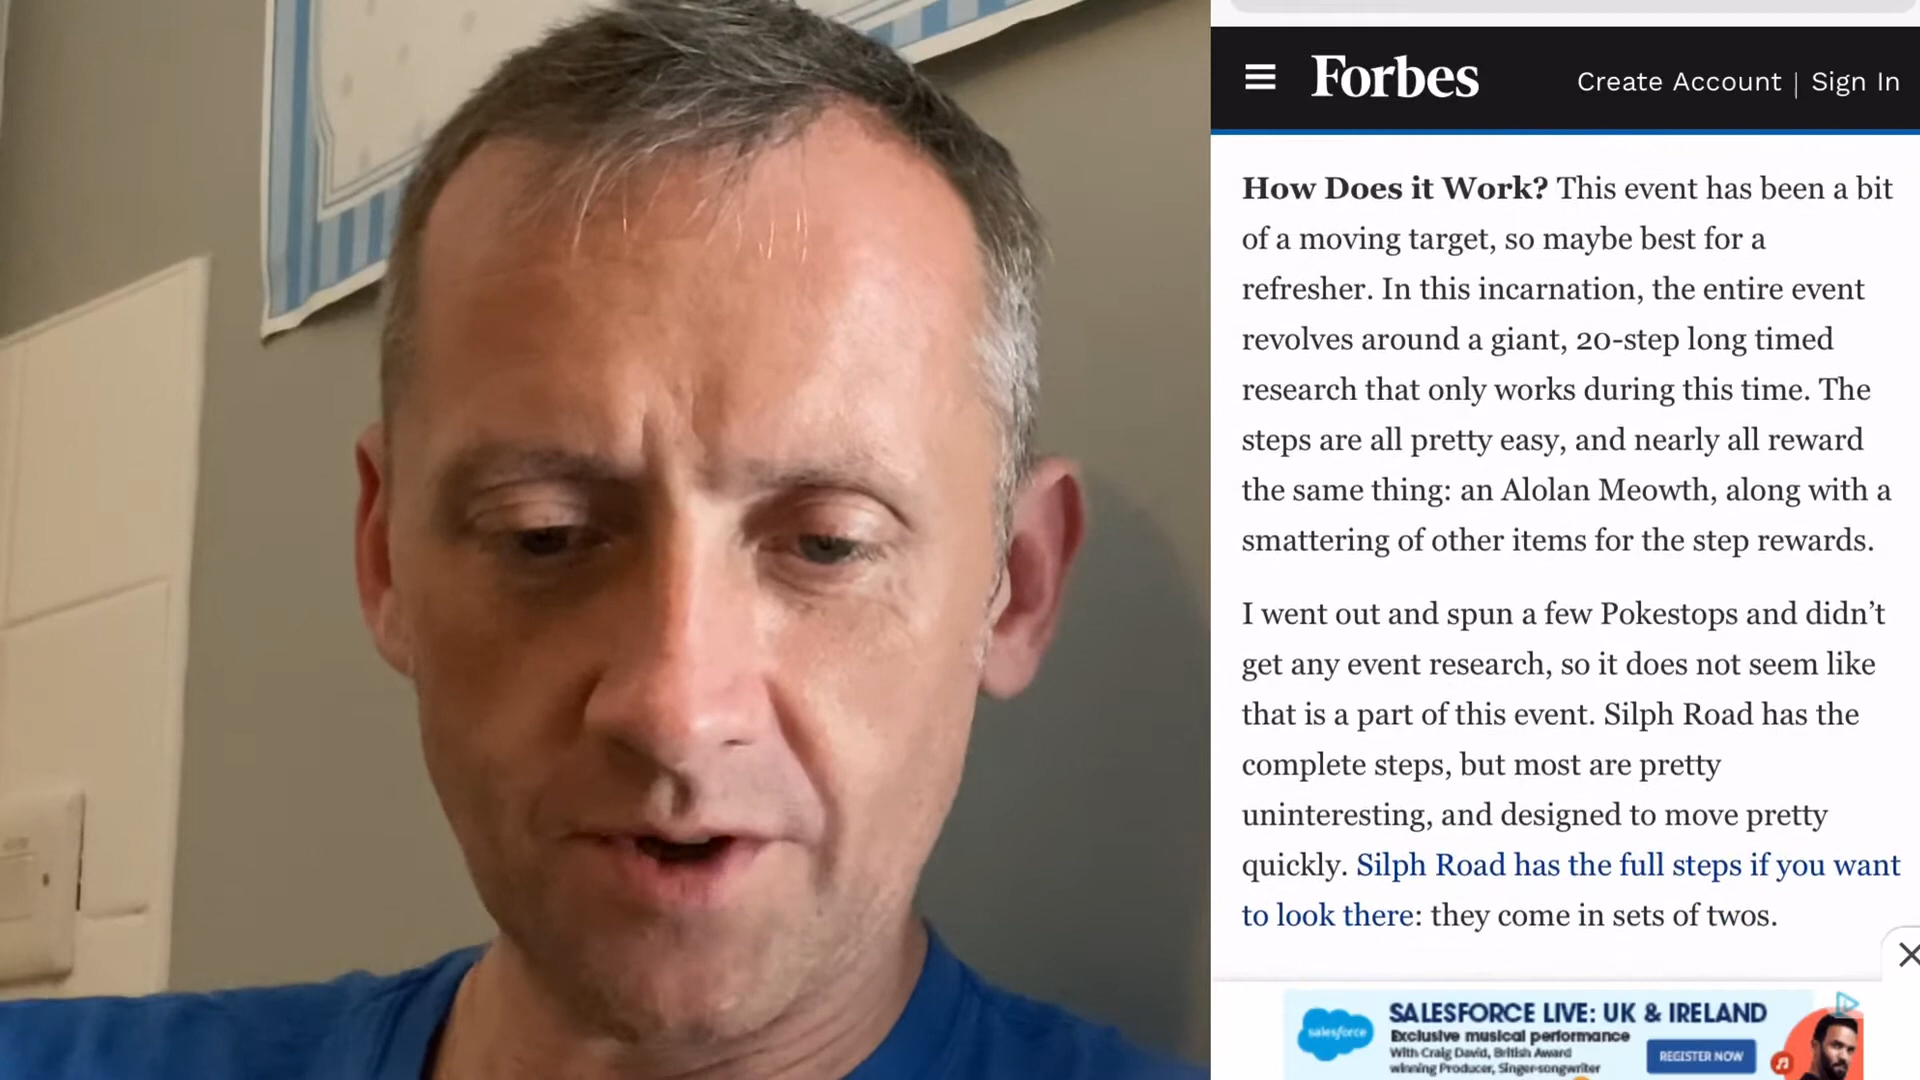 Forbes
Create Account | Sign In
How Does it Work? This event has been a bit
of a moving target, so maybe best for a
refresher. In this incarnation, the entire event
revolves around a giant, 20-step long timed
research that only works during this time. The
steps are all pretty easy, and nearly all reward
the same thing: an Alolan Meowth, along with a
smattering of other items for the step rewards.
I went out and spun a few Pokestops and didn’t
get any event research, so it does not seem like
that is a part of this event. Silph Road has the
complete steps, but most are pretty
uninteresting, and designed to move pretty
quickly. Silph Road has the full steps if you want
to look there: they come in sets of twos.
salesforce
SALESFORCE LIVE: UK & IRELAND
Exclusive musical performance
With Craig David, British Award
winning Producer, Singer-songwriter
REGISTER NOW